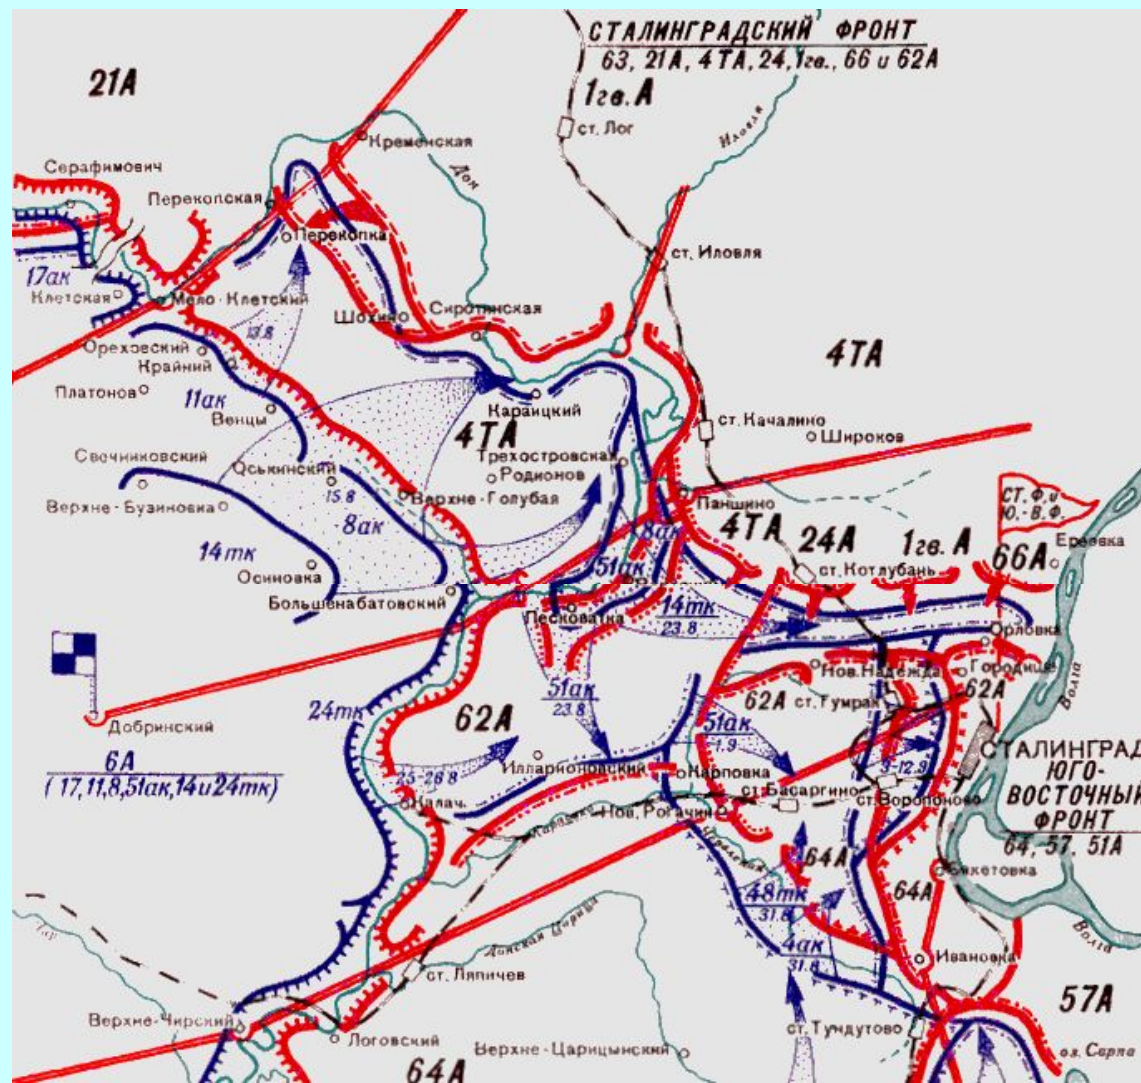 СТАЛИНГРАДСКИЙ ФРОНТ
63, 21А, 4ТА, 24, 1гв., 66 и 62А
21А
1гв. А
ст. Лог
Иловля
Кременская
Дон
Серафимович
Перекопская
Перекопка
ст. Иловля
17ак
Клетская
Мело-Клетский
Шохино
Сиротинская
13.8
Ореховский
Крайний
4ТА
Платонов
11ак
Венцы
Караицкий
4ТА
ст. Качалино
Широков
Свечниковский
Оськинский
Трехостровская
Родионов
15.8
Верхне-Голубая
Паншино
СТ. Ф. и
Ю.-В.Ф.
Верхне-Бузиновка
8ак
8ак
4ТА
24А
1гв. А
66А
Ерзовка
14тк
51ак
ст. Котлубань
Осиновка
Большенабатовский
Песковатка
14тк
23.8
Орловка
Нов. Надежда
Городище
Волга
Добринский
24тк
62А
51ак
23.8
62А
ст. Гумрак
62А
51ак
1.9
СТАЛИНГРАД
6А
(17,11,8,51ак,14и24тк)
25-26.8
Илларионовский
Карповка
3-12.9
ЮГО-
ВОСТОЧНЫЙ
ФРОНТ
64, 57, 51А
Калач
ст. Басаргино
ст. Воропоново
Нов. Рогачин
Карповка
Червленая
64А
Бекетовка
64А
48тк
31.8
4ак
31.8
Донская Царица
Волга
ст. Ляпичев
Ивановка
57А
Верхне-Чирский
Логовский
Верхне-Царицынский
ст. Тундутово
оз. Сарпа
64А